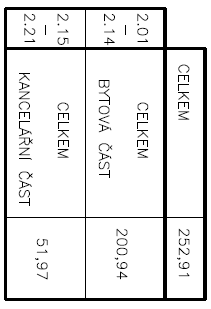 CELKEM 252,91
2.01
–
2.14
CELKEM
BYTOVÁ ČÁST
200,94
2.15
–
2.21
CELKEM
KANCELÁŘNÍ ČÁST
51,97